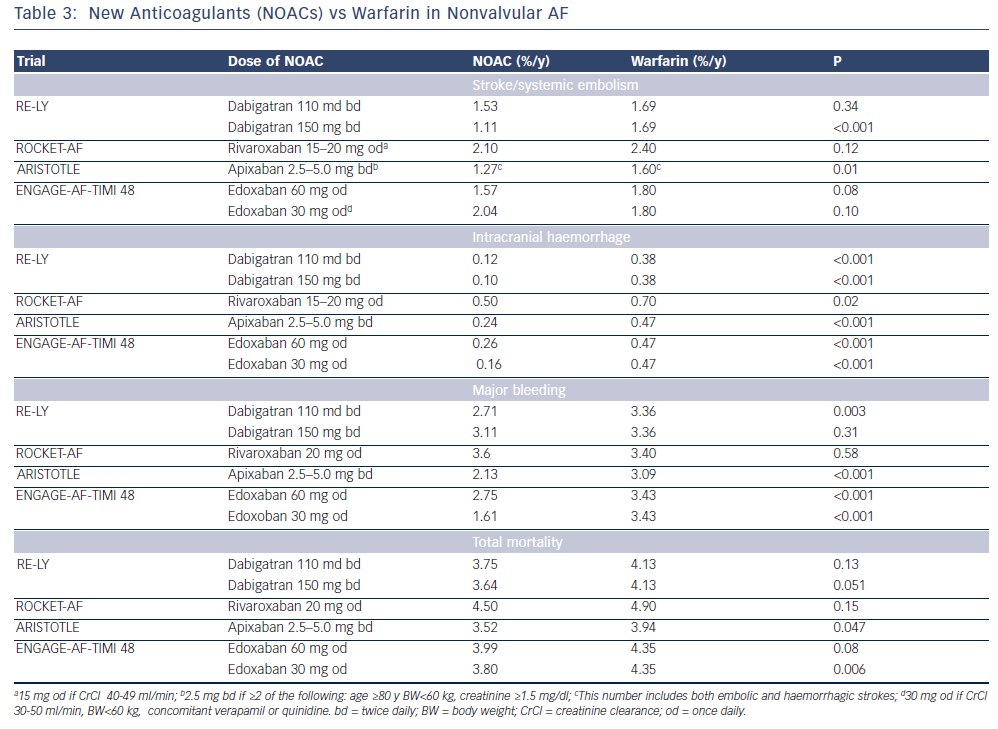 Table 3: New Anticoagulants (NOACs) vs Warfarin in Nonvalvular AF
Trial Dose of NOAC NOAC (%/y) Warfarin (%/y) P
Stroke/systemic embolism
RE-LY Dabigatran 110 md bd 1.53 1.69 0.34
Dabigatran 150 mg bd 1.11 1.69 <0.001
ROCKET-AF Rivaroxaban 15–20 mg odᵃ 2.10 2.40 0.12
ARISTOTLE Apixaban 2.5–5.0 mg bdᵇ 1.27ᶜ 1.60ᶜ 0.01
ENGAGE-AF-TIMI 48 Edoxaban 60 mg od 1.57 1.80 0.08
Edoxaban 30 mg odᵈ 2.04 1.80 0.10
Intracranial haemorrhage
RE-LY Dabigatran 110 md bd 0.12 0.38 <0.001
Dabigatran 150 mg bd 0.10 0.38 <0.001
ROCKET-AF Rivaroxaban 15–20 mg od 0.50 0.70 0.02
ARISTOTLE Apixaban 2.5–5.0 mg bd 0.24 0.47 <0.001
ENGAGE-AF-TIMI 48 Edoxaban 60 mg od 0.26 0.47 <0.001
Edoxaban 30 mg od 0.16 0.47 <0.001
Major bleeding
RE-LY Dabigatran 110 md bd 2.71 3.36 0.003
Dabigatran 150 mg bd 3.11 3.36 0.31
ROCKET-AF Rivaroxaban 20 mg od 3.6 3.40 0.58
ARISTOTLE Apixaban 2.5–5.0 mg bd 2.13 3.09 <0.001
ENGAGE-AF-TIMI 48 Edoxaban 60 mg od 2.75 3.43 <0.001
Edoxoban 30 mg od 1.61 3.43 <0.001
Total mortality
RE-LY Dabigatran 110 md bd 3.75 4.13 0.13
Dabigatran 150 mg bd 3.64 4.13 0.051
ROCKET-AF Rivaroxaban 20 mg od 4.50 4.90 0.15
ARISTOTLE Apixaban 2.5–5.0 mg bd 3.52 3.94 0.047
ENGAGE-AF-TIMI 48 Edoxaban 60 mg od 3.99 4.35 0.08
Edoxaban 30 mg od 3.80 4.35 0.006
ᵃ15 mg od if CrCl 40-49 ml/min; ᵇ2.5 mg bd if ≥2 of the following: age ≥80 y BW<60 kg, creatinine ≥1.5 mg/dl; ᶜThis number includes both embolic and haemorrhagic strokes; ᵈ30 mg od if CrCl
30-50 ml/min, BW<60 kg, concomitant verapamil or quinidine. bd = twice daily; BW = body weight; CrCl = creatinine clearance; od = once daily.